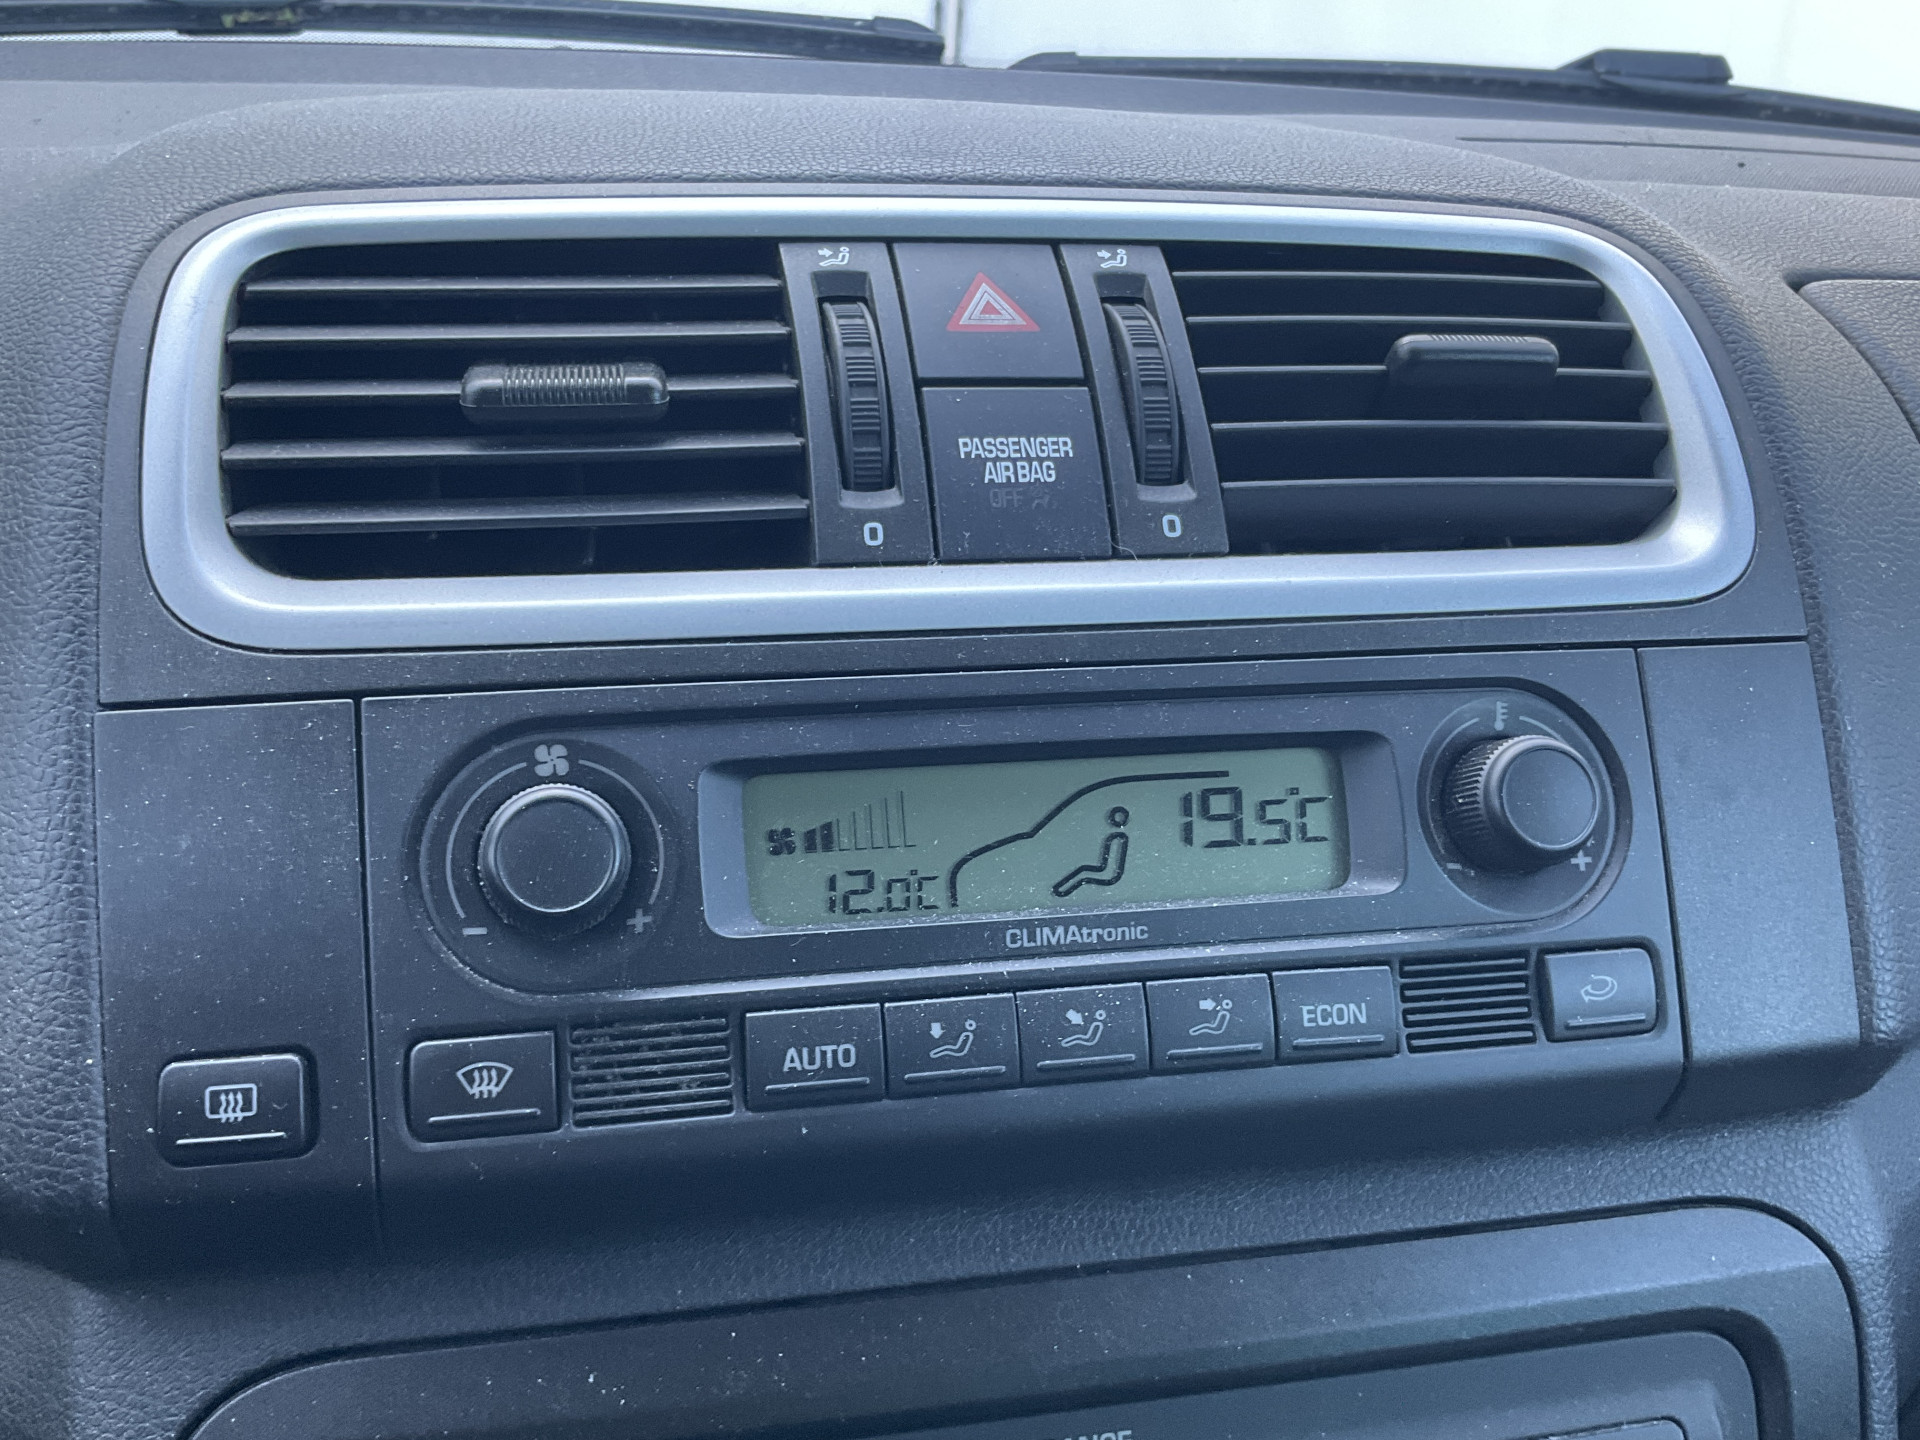 PASSENGER
AIR BAG
OFF
0
0
19.5°C
12.0°C
CLIMAtronic
- +
- +
AUTO
ECON